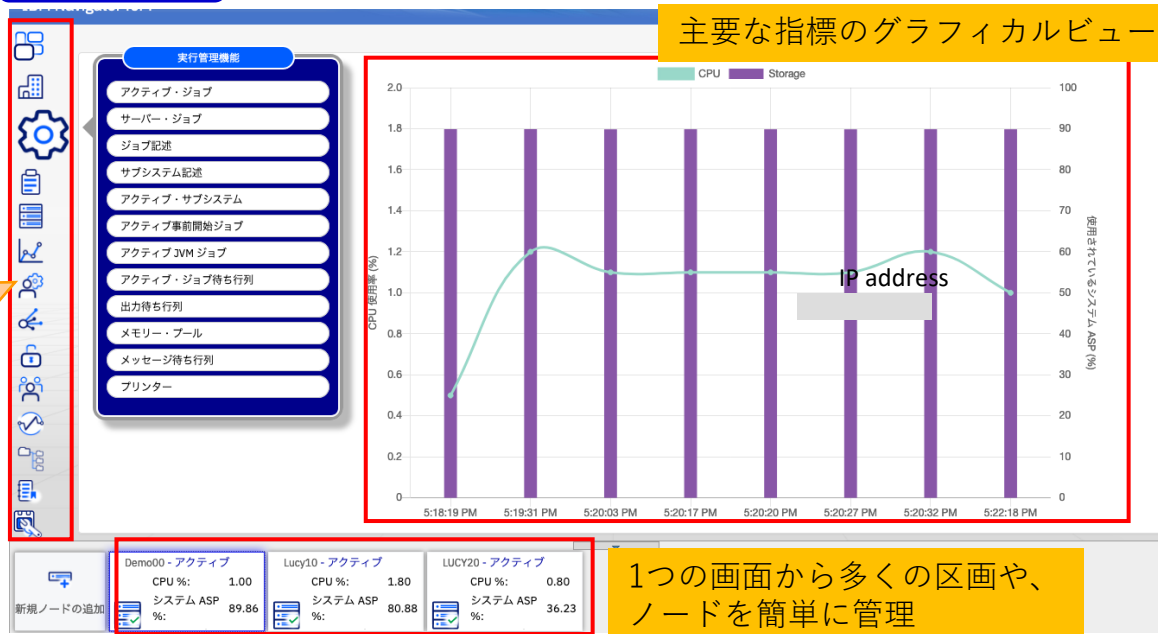 主要な指標のグラフィカルビュー
実行管理機能
アクティブ・ジョブ
サーバー・ジョブ
ジョブ記述
サブシステム記述
アクティブ・サブシステム
アクティブ事前開始ジョブ
アクティブ JVM ジョブ
アクティブ・ジョブ待ち行列
出力待ち行列
メモリー・プール
メッセージ待ち行列
プリンター
CPU Storage
2.0
1.8
1.6
1.4
1.2
1.0
0.8
0.6
0.4
0.2
0
CPU 使用率 (%)
100
90
80
70
60
50
40
30
20
10
0
使用されているシステム ASP (%)
IP address
5:18:19 PM 5:19:31 PM 5:20:03 PM 5:20:17 PM 5:20:20 PM 5:20:27 PM 5:20:32 PM 5:22:18 PM
新規ノードの追加
Demo00 - アクティブ
CPU %: 1.00
システム ASP
%: 89.86
Lucy10 - アクティブ
CPU %: 1.80
システム ASP
%: 80.88
LUCY20 - アクティブ
CPU %: 0.80
システム ASP
%: 36.23
1つの画面から多くの区画や、
ノードを簡単に管理